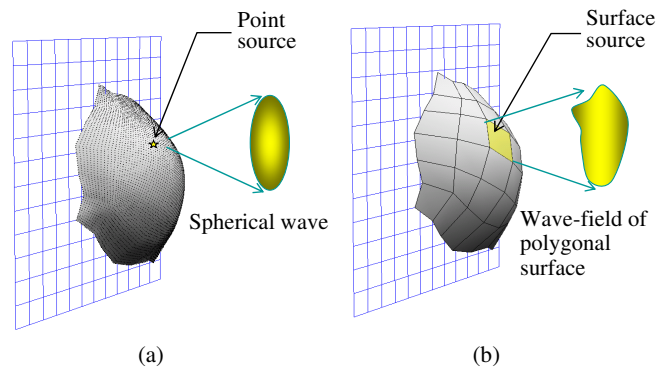 Point
source
Spherical wave
(a)
Surface
source
Wave-field of
polygonal
surface
(b)